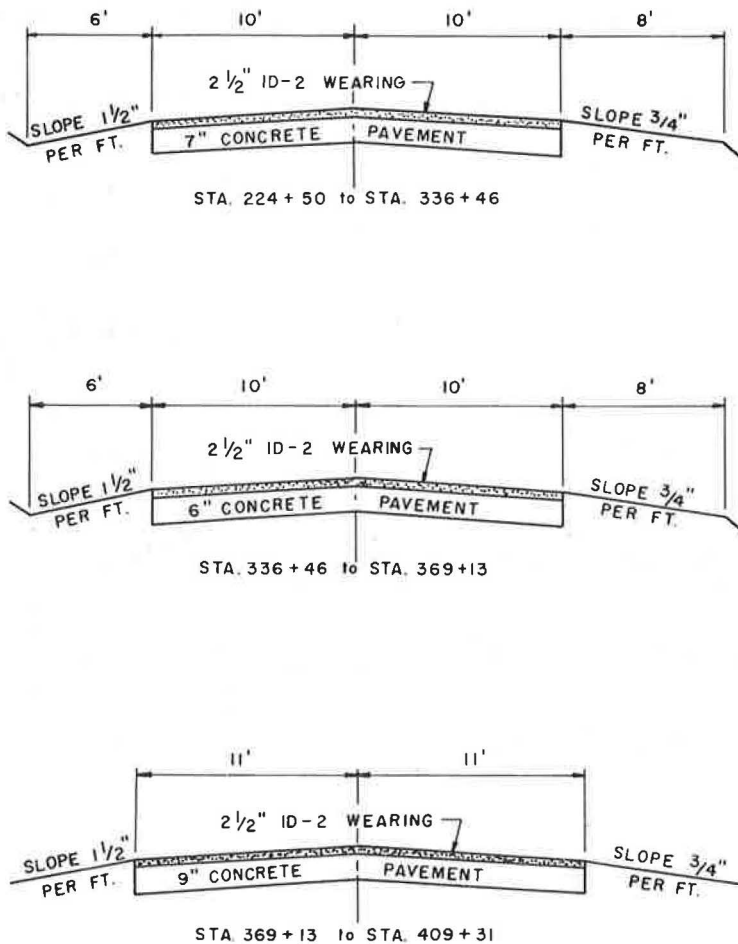 6' 10' 10' 8'
2 1/2" ID-2 WEARING
SLOPE 1 1/2" PER FT.
7" CONCRETE PAVEMENT
SLOPE 3/4" PER FT.
STA. 224 + 50 to STA. 336 + 46
6' 10' 10' 8'
2 1/2" ID-2 WEARING
SLOPE 1 1/2" PER FT.
6" CONCRETE PAVEMENT
SLOPE 3/4" PER FT.
STA. 336 + 46 to STA. 369+13
11' 11'
2 1/2" ID-2 WEARING
SLOPE 1 1/2" PER FT.
9" CONCRETE PAVEMENT
SLOPE 3/4" PER FT.
STA. 369 + 13 to STA. 409 + 31